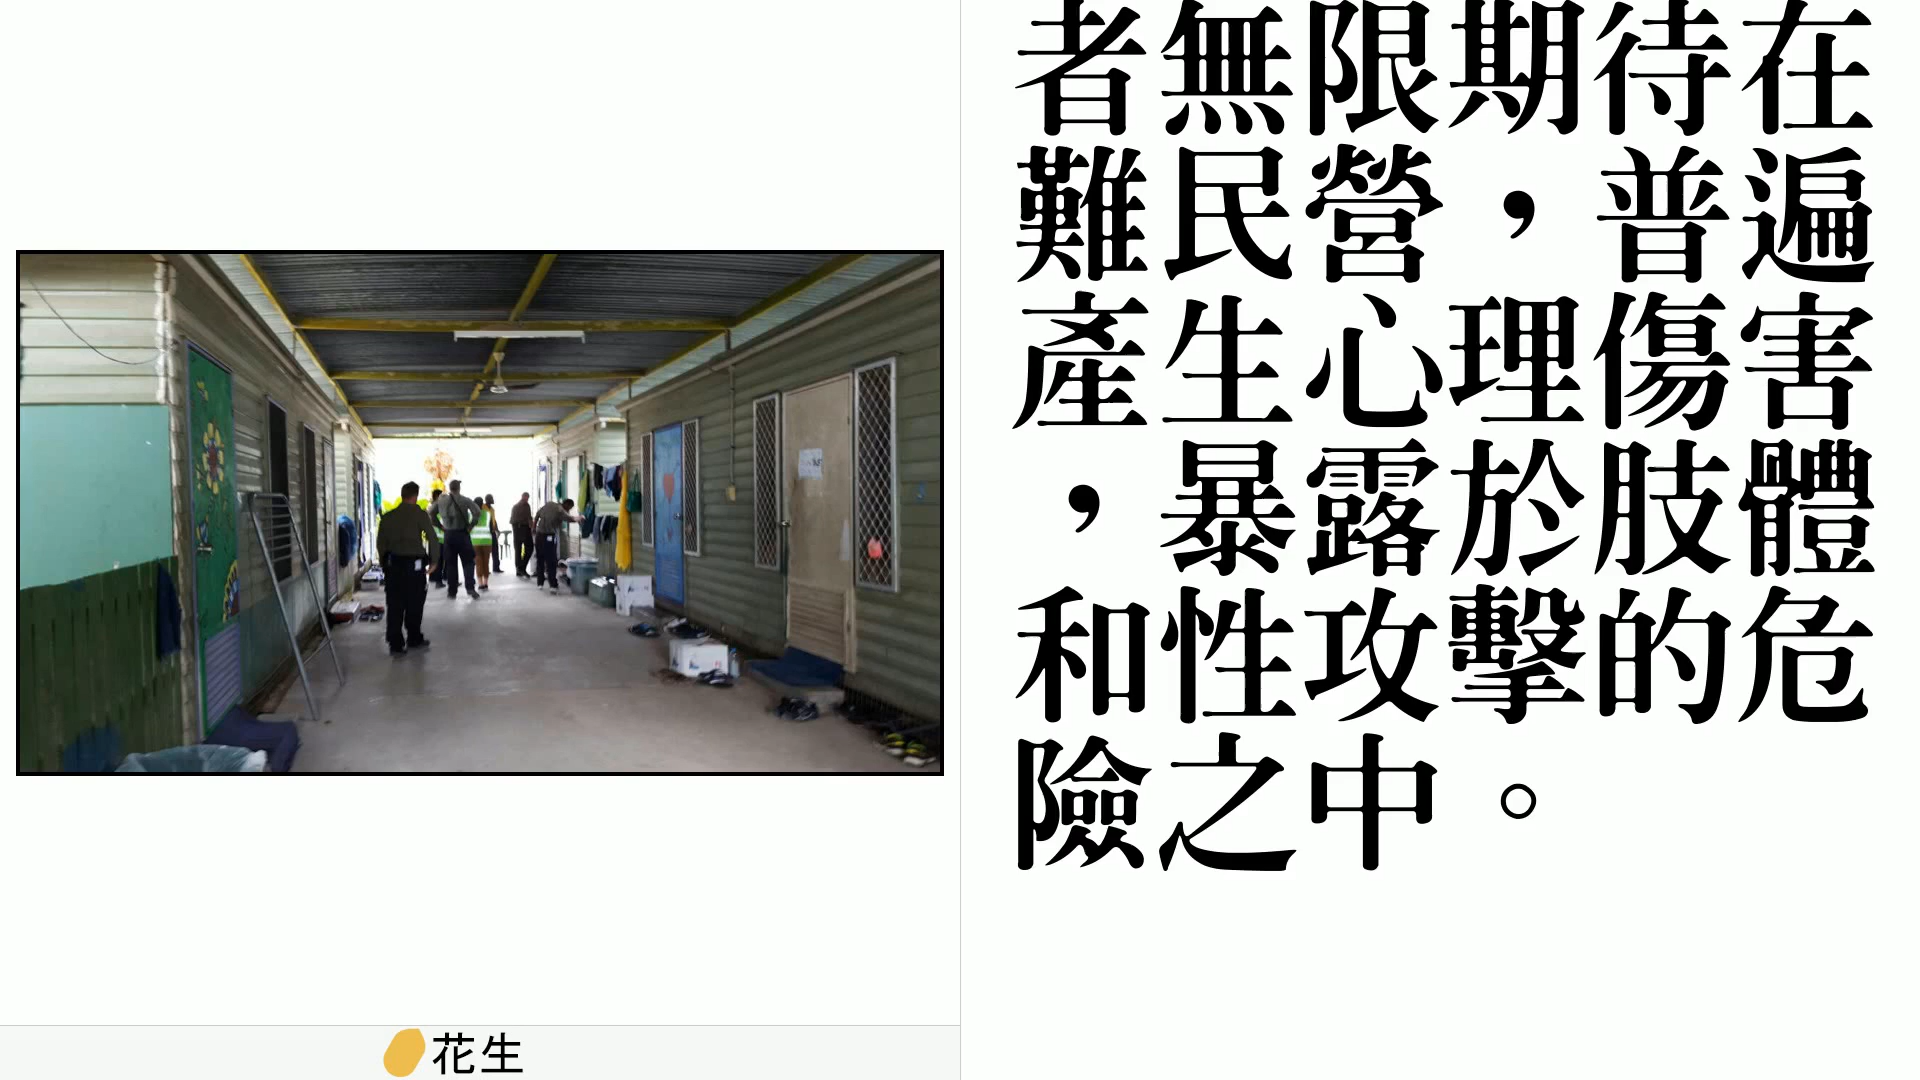 者無限期待在
難民營，普遍
產生心理傷害
，暴露於肢體
和性攻擊的危
險之中。
花生